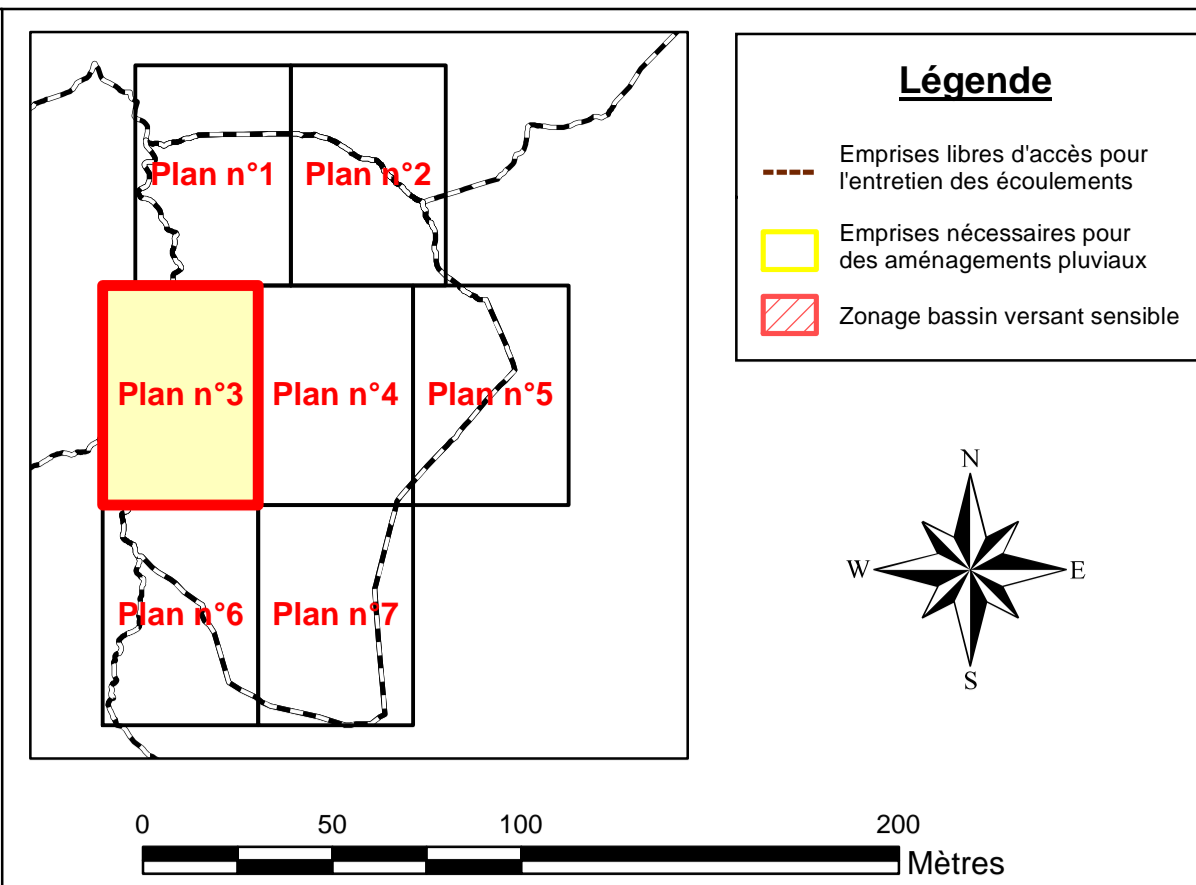 Plan n°1
Plan n°2
Plan n°3
Plan n°4
Plan n°5
Plan n°6
Plan n°7
Légende
Emprises libres d'accès pour
l'entretien des écoulements
Emprises nécessaires pour
des aménagements pluviaux
Zonage bassin versant sensible
N
W
E
S
0 50 100 200
Mètres